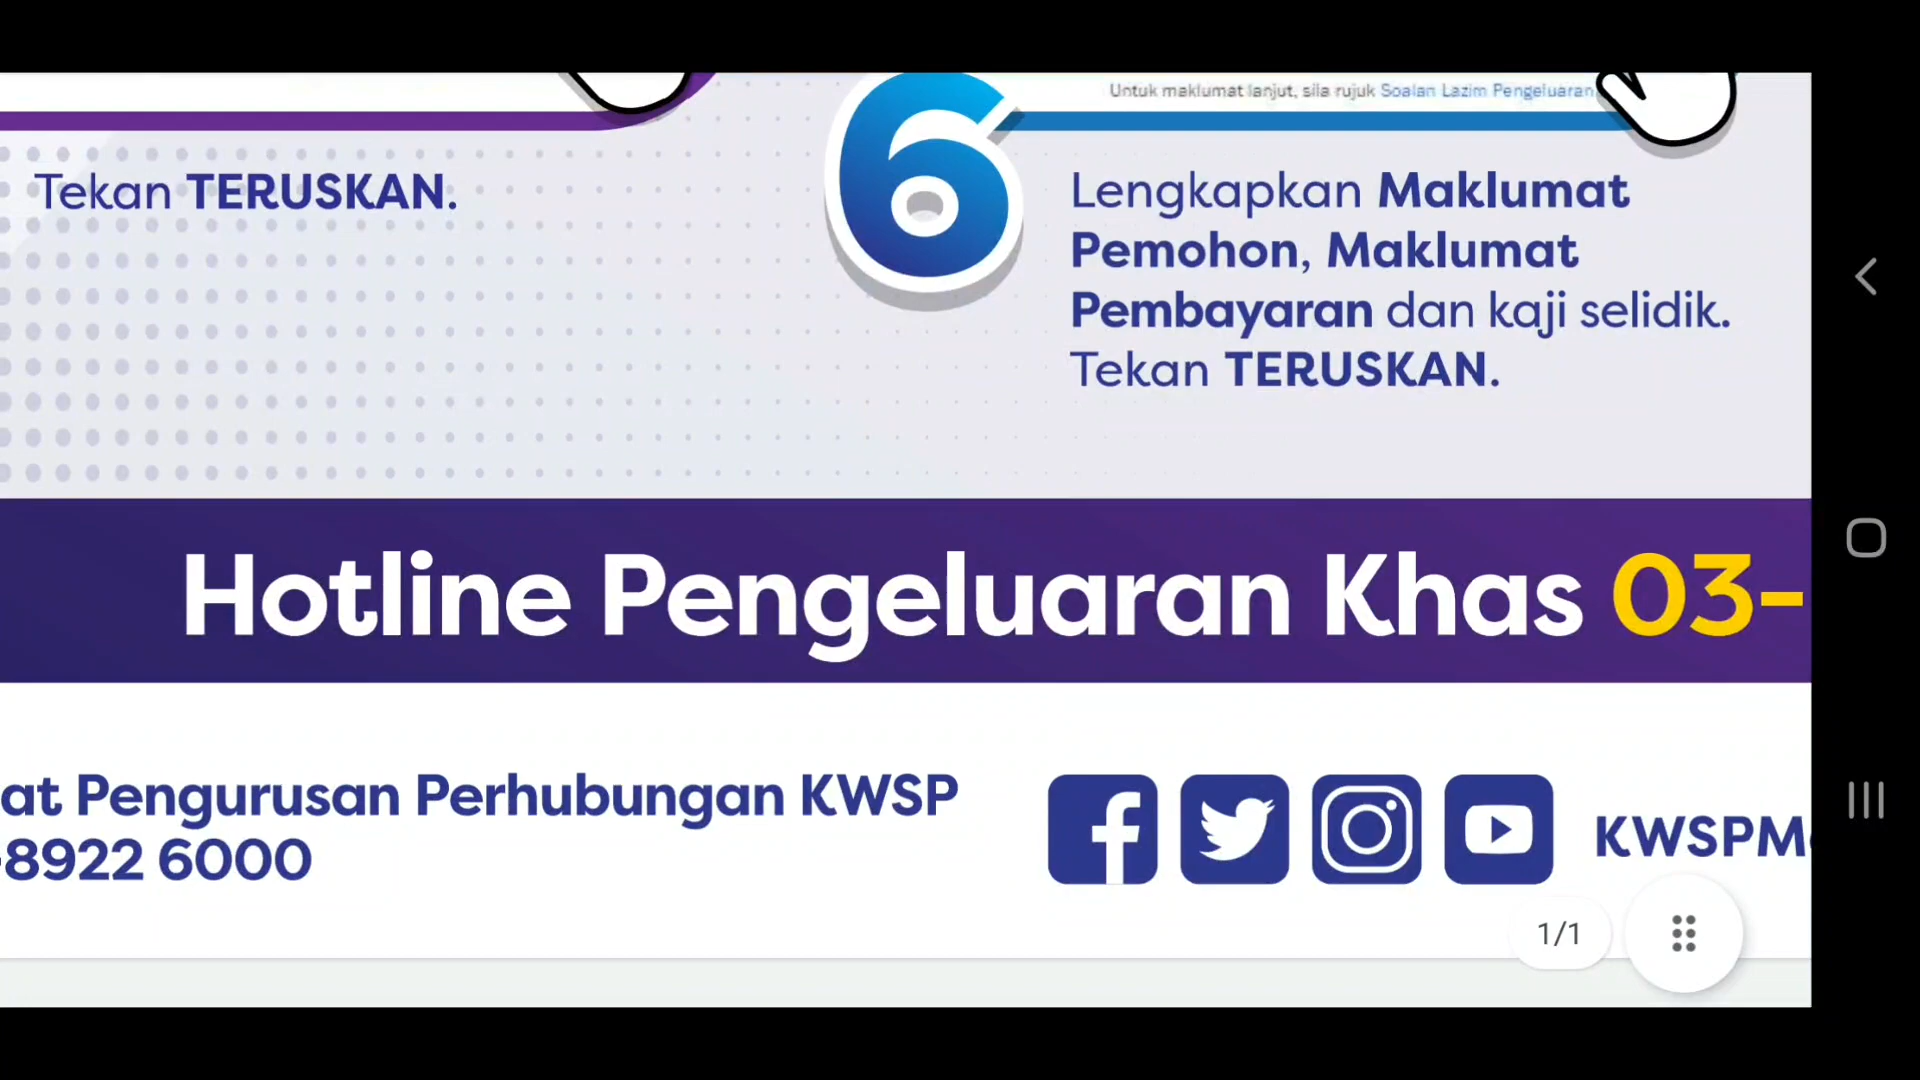 Untuk maklumat lanjut, sila rujuk Soalan Lazim Pengeluaran
Tekan TERUSKAN.
6
Lengkapkan Maklumat
Pemohon, Maklumat
Pembayaran dan kaji selidik.
Tekan TERUSKAN.
Hotline Pengeluaran Khas 03-
at Pengurusan Perhubungan KWSP
-8922 6000
KWSPM
1/1